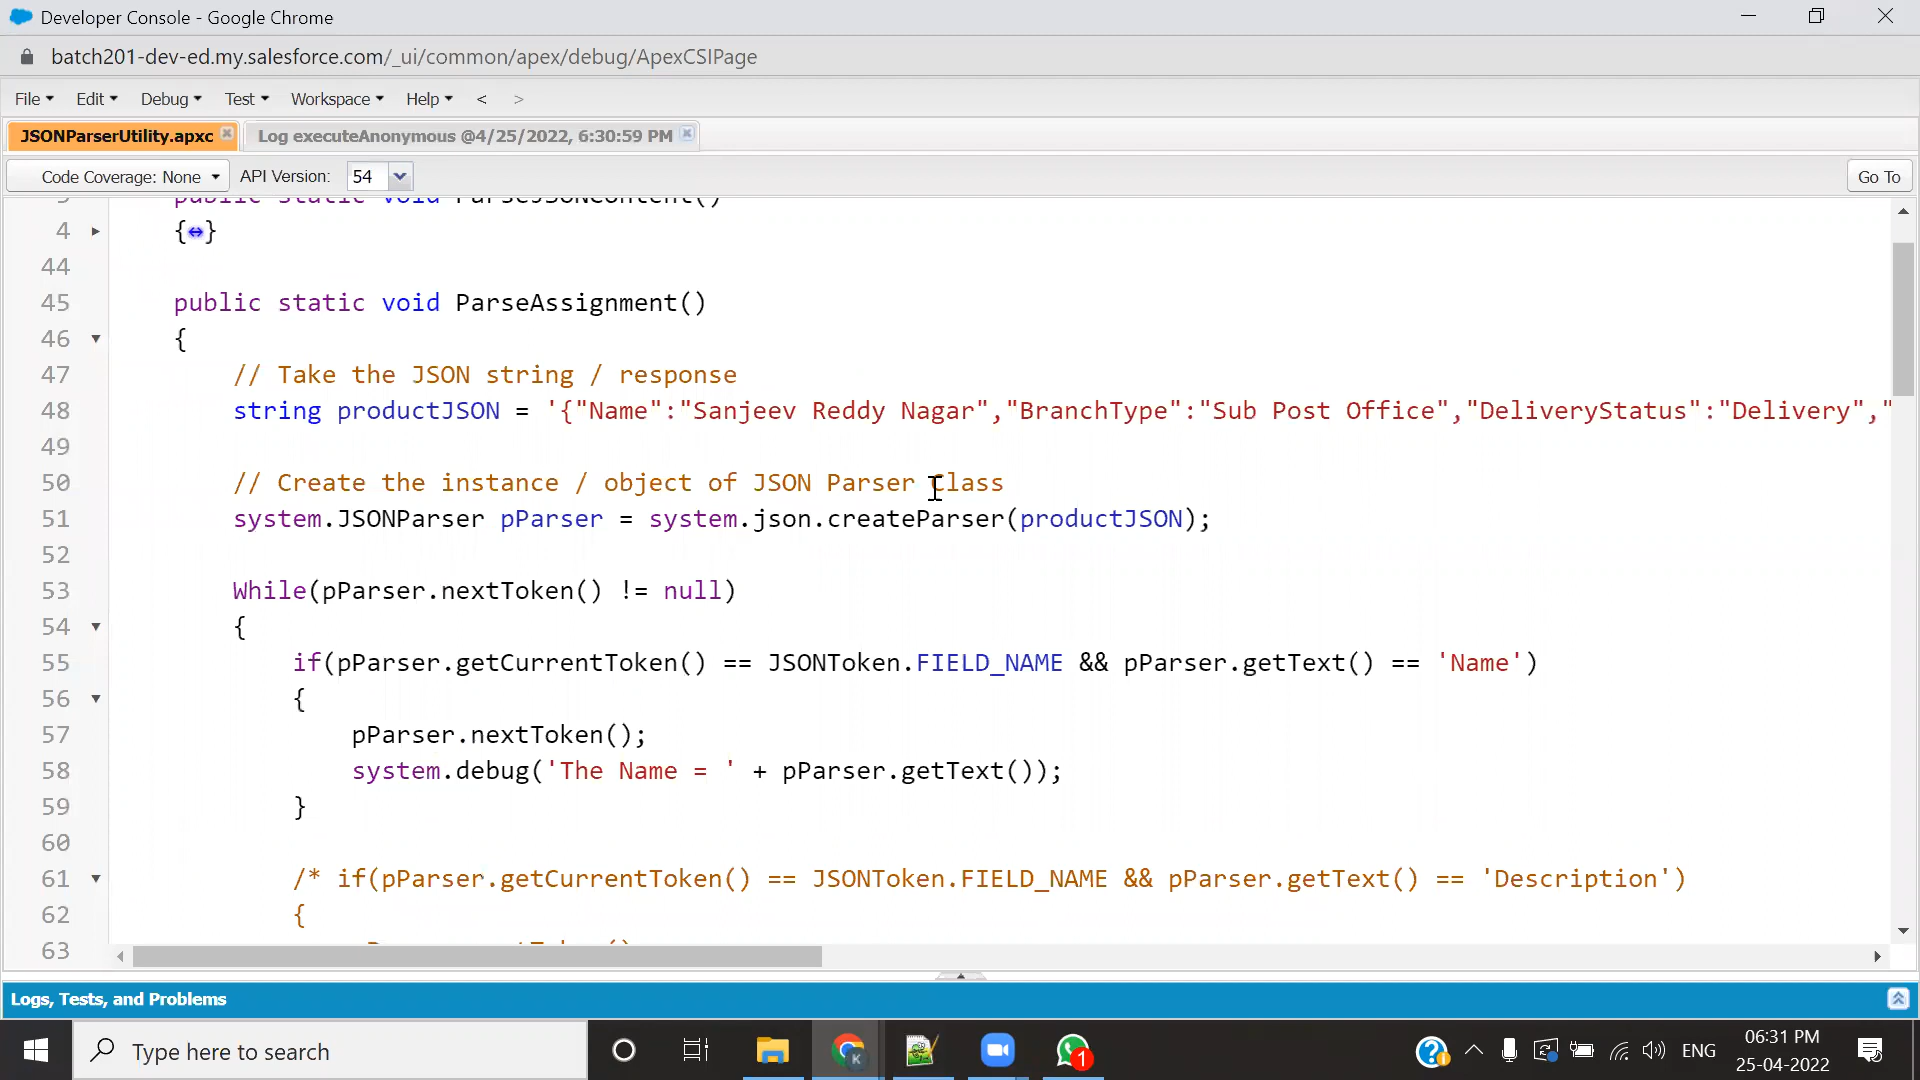 Developer Console - Google Chrome
batch201-dev-ed.my.salesforce.com/_ui/common/apex/debug/ApexCSIPage
File Edit Debug Test Workspace Help < >
JSONParserUtility.apxc Log executeAnonymous @4/25/2022, 6:30:59 PM
Code Coverage: None API Version: 54 Go To
3 public static void ParseJSONContent()
4 {↔}
44
45 public static void ParseAssignment()
46 {
47 // Take the JSON string / response
48 string productJSON = '{"Name":"Sanjeev Reddy Nagar","BranchType":"Sub Post Office","DeliveryStatus":"Delivery","
49
50 // Create the instance / object of JSON Parser Class
51 system.JSONParser pParser = system.json.createParser(productJSON);
52
53 While(pParser.nextToken() != null)
54 {
55 if(pParser.getCurrentToken() == JSONToken.FIELD_NAME && pParser.getText() == 'Name')
56 {
57 pParser.nextToken();
58 system.debug('The Name = ' + pParser.getText());
59 }
60
61 /* if(pParser.getCurrentToken() == JSONToken.FIELD_NAME && pParser.getText() == 'Description')
62 {
63
Logs, Tests, and Problems
Type here to search
K
1
ENG
06:31 PM
25-04-2022